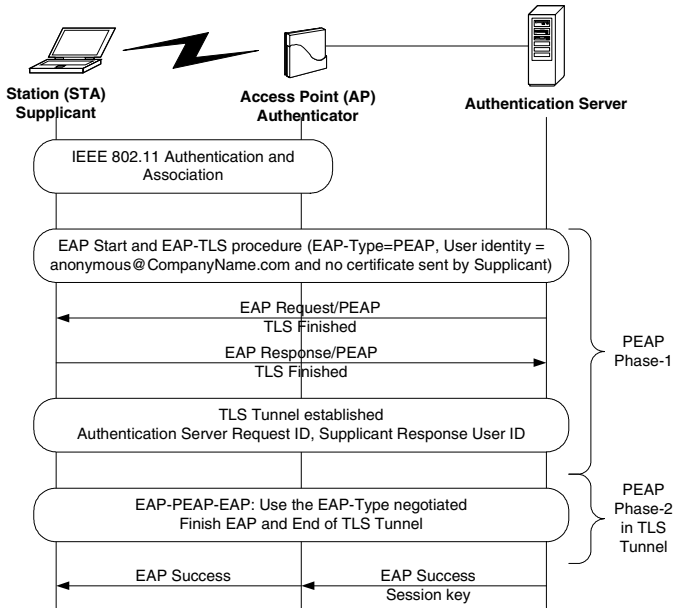 Station (STA)
Supplicant
Access Point (AP)
Authenticator
Authentication Server
IEEE 802.11 Authentication and
Association
EAP Start and EAP-TLS procedure (EAP-Type=PEAP, User identity =
anonymous@CompanyName.com and no certificate sent by Supplicant)
EAP Request/PEAP
TLS Finished
EAP Response/PEAP
TLS Finished
PEAP
Phase-1
TLS Tunnel established
Authentication Server Request ID, Supplicant Response User ID
EAP-PEAP-EAP: Use the EAP-Type negotiated
Finish EAP and End of TLS Tunnel
PEAP
Phase-2
in TLS
Tunnel
EAP Success
EAP Success
Session key